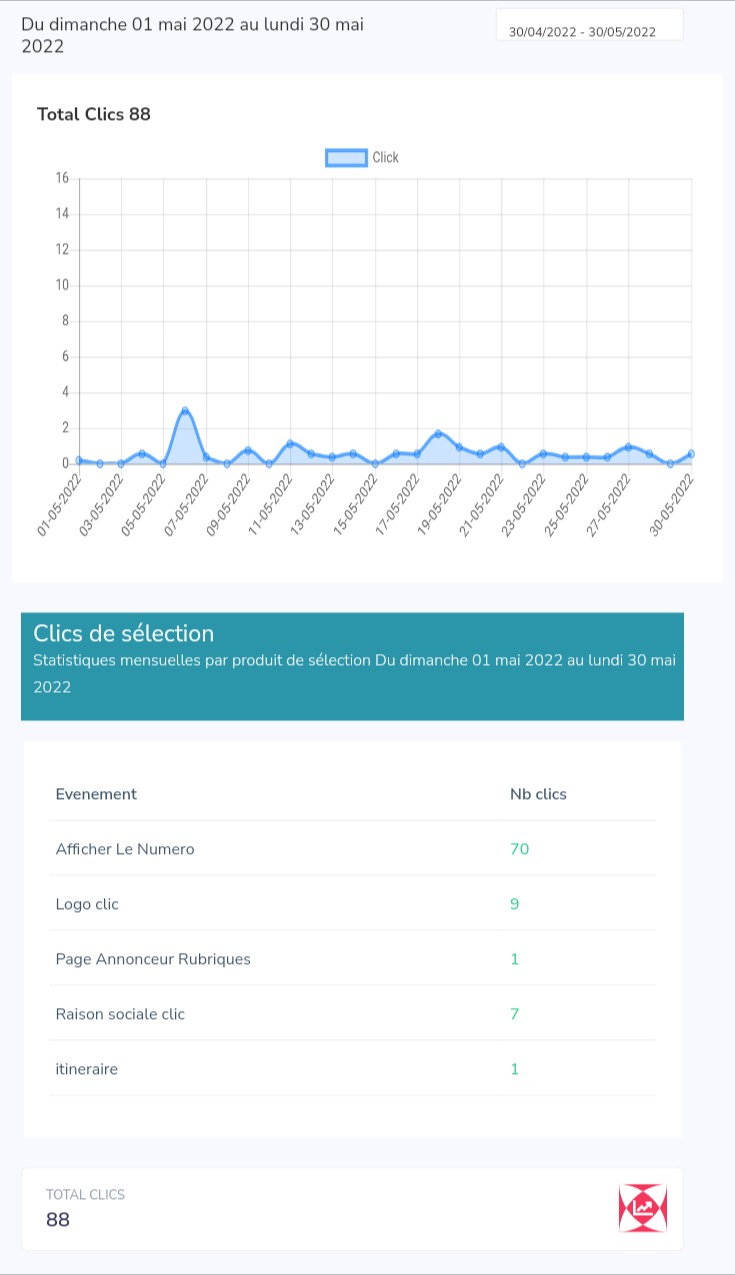 Du dimanche 01 mai 2022 au lundi 30 mai
2022
30/04/2022 - 30/05/2022
Total Clics 88
Click
16
14
12
10
8
6
4
2
0
01-05-2022
03-05-2022
05-05-2022
07-05-2022
09-05-2022
11-05-2022
13-05-2022
15-05-2022
17-05-2022
19-05-2022
21-05-2022
23-05-2022
25-05-2022
27-05-2022
30-05-2022
Clics de sélection
Statistiques mensuelles par produit de sélection Du dimanche 01 mai 2022 au lundi 30 mai
2022
Evenement Nb clics
Afficher Le Numero 70
Logo clic 9
Page Annonceur Rubriques 1
Raison sociale clic 7
itineraire 1
TOTAL CLICS
88